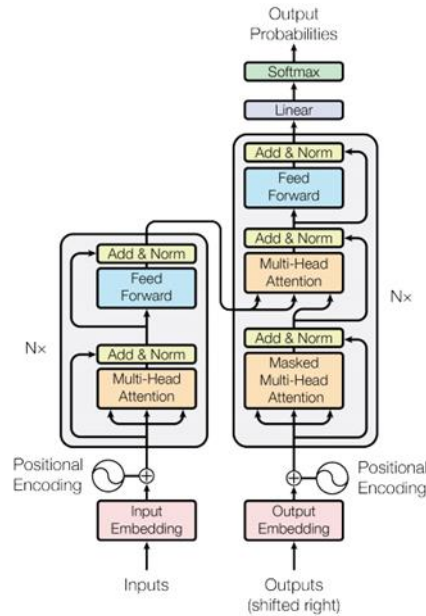 Output
Probabilities
Softmax
Linear
Add & Norm
Feed
Forward
Add & Norm
Multi-Head
Attention
Add & Norm
Masked
Multi-Head
Attention
N×
Positional
Encoding
Output
Embedding
Outputs
(shifted right)
Add & Norm
Feed
Forward
N×
Add & Norm
Multi-Head
Attention
Positional
Encoding
Input
Embedding
Inputs